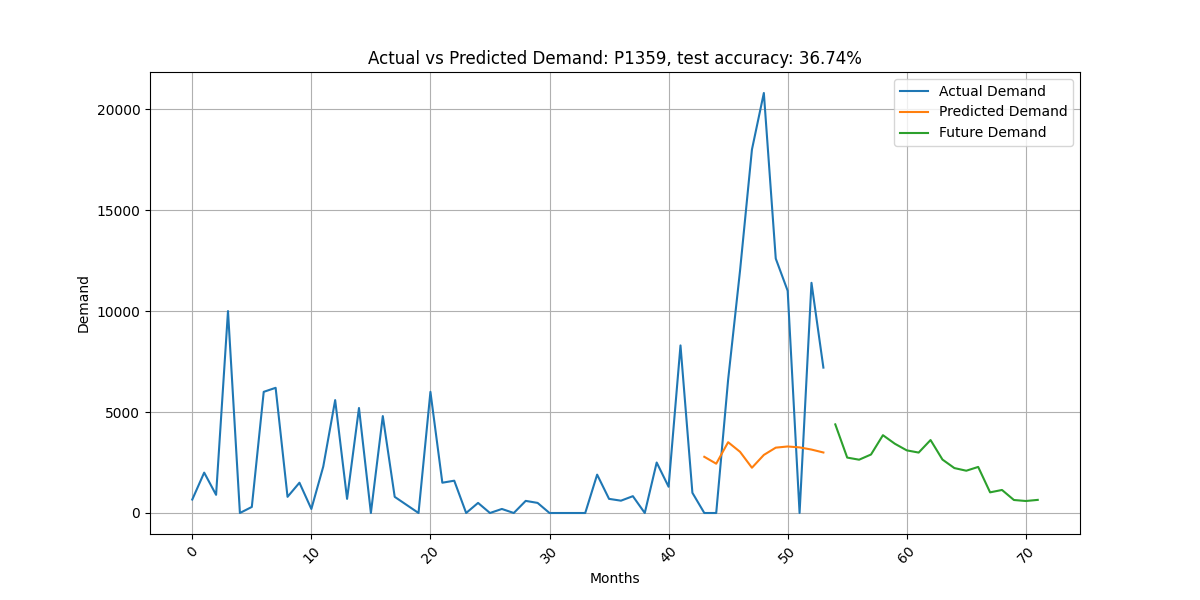 Actual vs Predicted Demand: P1359, test accuracy: 36.74%
Actual Demand
Predicted Demand
Future Demand
20000
15000
10000
5000
0
Demand
0
10
20
30
40
50
60
70
Months